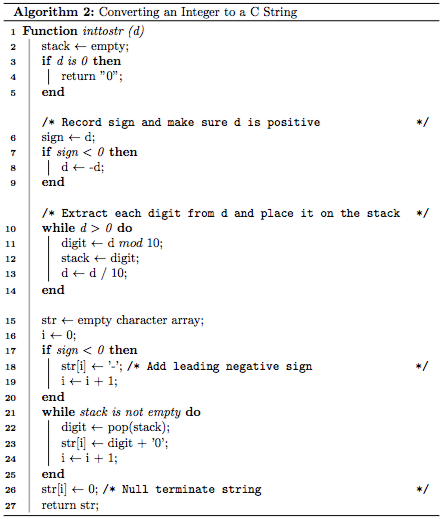 Algorithm 2: Converting an Integer to a C String
1 Function inttostr (d)
2 stack ← empty;
3 if d is 0 then
4 return "0";
5 end
/* Record sign and make sure d is positive */
6 sign ← d;
7 if sign < 0 then
8 d ← -d;
9 end
/* Extract each digit from d and place it on the stack */
10 while d > 0 do
11 digit ← d mod 10;
12 stack ← digit;
13 d ← d / 10;
14 end
15 str ← empty character array;
16 i ← 0;
17 if sign < 0 then
18 str[i] ← '-'; /* Add leading negative sign */
19 i ← i + 1;
20 end
21 while stack is not empty do
22 digit ← pop(stack);
23 str[i] ← digit + '0';
24 i ← i + 1;
25 end
26 str[i] ← 0; /* Null terminate string */
27 return str;